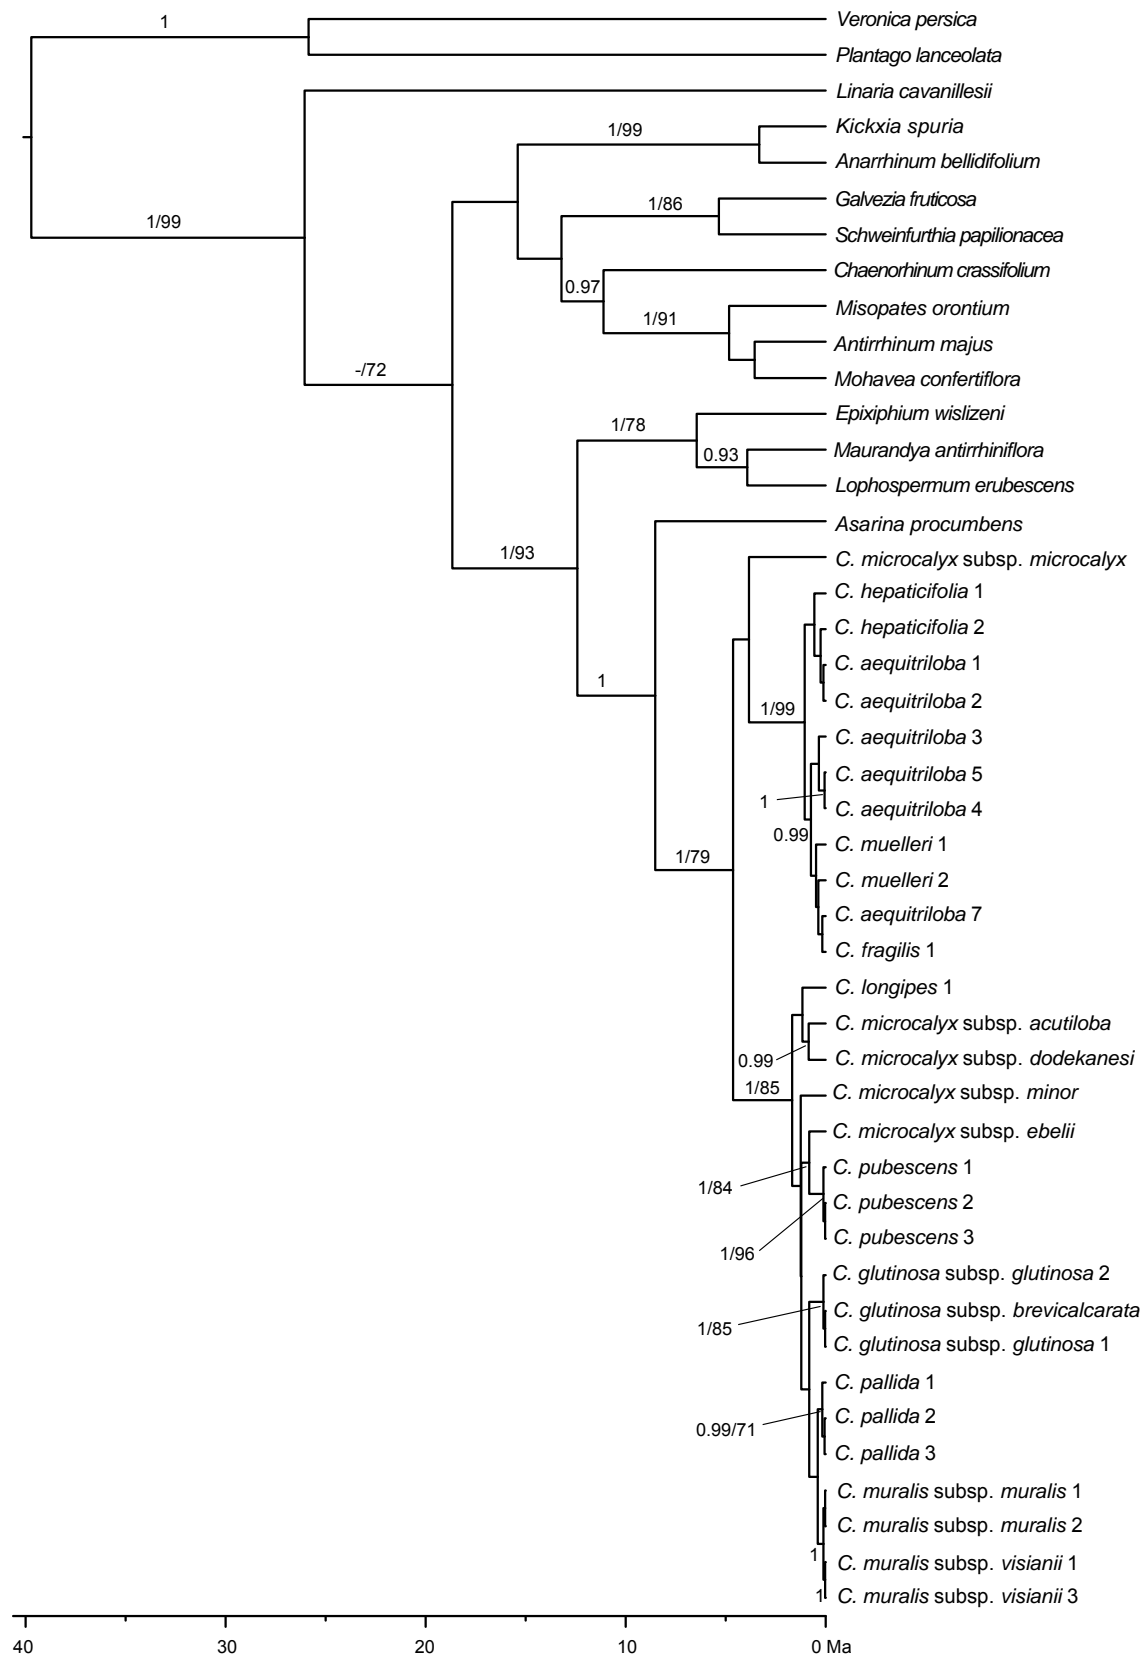 1
Veronica persica
Plantago lanceolata
Linaria cavanillesii
1/99
Kickxia spuria
Anarrhinum bellidifolium
1/99
1/86
Galvezia fruticosa
Schweinfurthia papilionacea
Chaenorhinum crassifolium
0.97
Misopates orontium
1/91
Antirrhinum majus
-/72
Mohavea confertiflora
Epixiphium wislizeni
1/78
Maurandya antirrhiniflora
0.93
Lophospermum erubescens
Asarina procumbens
1/93
C. microcalyx subsp. microcalyx
C. hepaticifolia 1
C. hepaticifolia 2
C. aequitriloba 1
1
C. aequitriloba 2
1/99
C. aequitriloba 3
C. aequitriloba 5
1
C. aequitriloba 4
0.99
C. muelleri 1
1/79
C. muelleri 2
C. aequitriloba 7
C. fragilis 1
C. longipes 1
C. microcalyx subsp. acutiloba
0.99
C. microcalyx subsp. dodekanesi
1/85
C. microcalyx subsp. minor
C. microcalyx subsp. ebelii
C. pubescens 1
1/84
C. pubescens 2
C. pubescens 3
1/96
C. glutinosa subsp. glutinosa 2
C. glutinosa subsp. brevicalcarata
1/85
C. glutinosa subsp. glutinosa 1
C. pallida 1
C. pallida 2
0.99/71
C. pallida 3
C. muralis subsp. muralis 1
C. muralis subsp. muralis 2
1
C. muralis subsp. visianii 1
1
C. muralis subsp. visianii 3
40 30 20 10 0 Ma